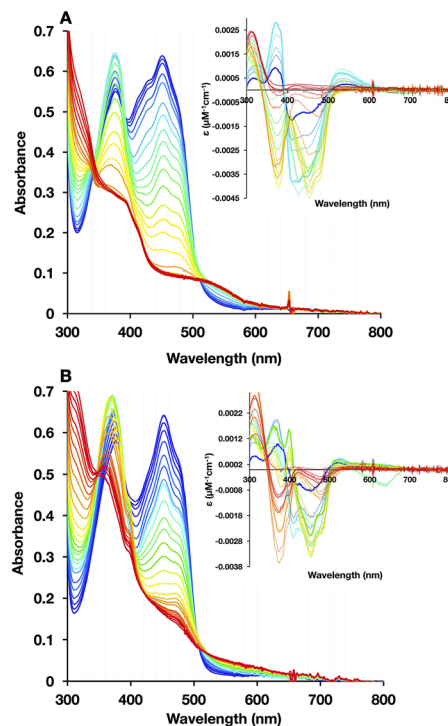 A
0.7
0.6
0.5
0.4
0.3
0.2
0.1
0
Absorbance
300 400 500 600 700 800
Wavelength (nm)
0.0025
0.0015
0.0005
-0.0005
-0.0015
-0.0025
-0.0035
-0.0045
ε (µM⁻¹cm⁻¹)
300 400 500 600 700 800
Wavelength (nm)
B
0.7
0.6
0.5
0.4
0.3
0.2
0.1
0
Absorbance
300 400 500 600 700 800
Wavelength (nm)
0.0022
0.0012
0.0002
-0.0008
-0.0018
-0.0028
-0.0038
ε (µM⁻¹cm⁻¹)
300 400 500 600 700 800
Wavelength (nm)